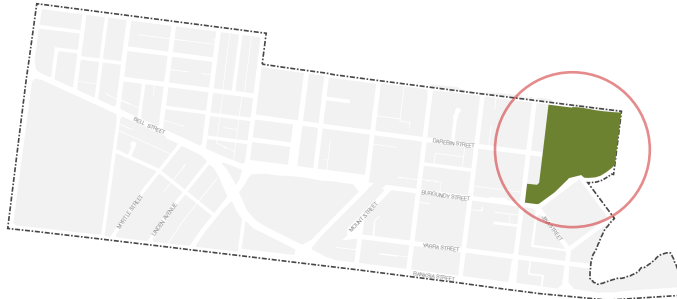 BELL STREET
DAREBIN STREET
BURGUNDY STREET
MYRTLE STREET
LINDEN AVENUE
MOUNT STREET
YARRA STREET